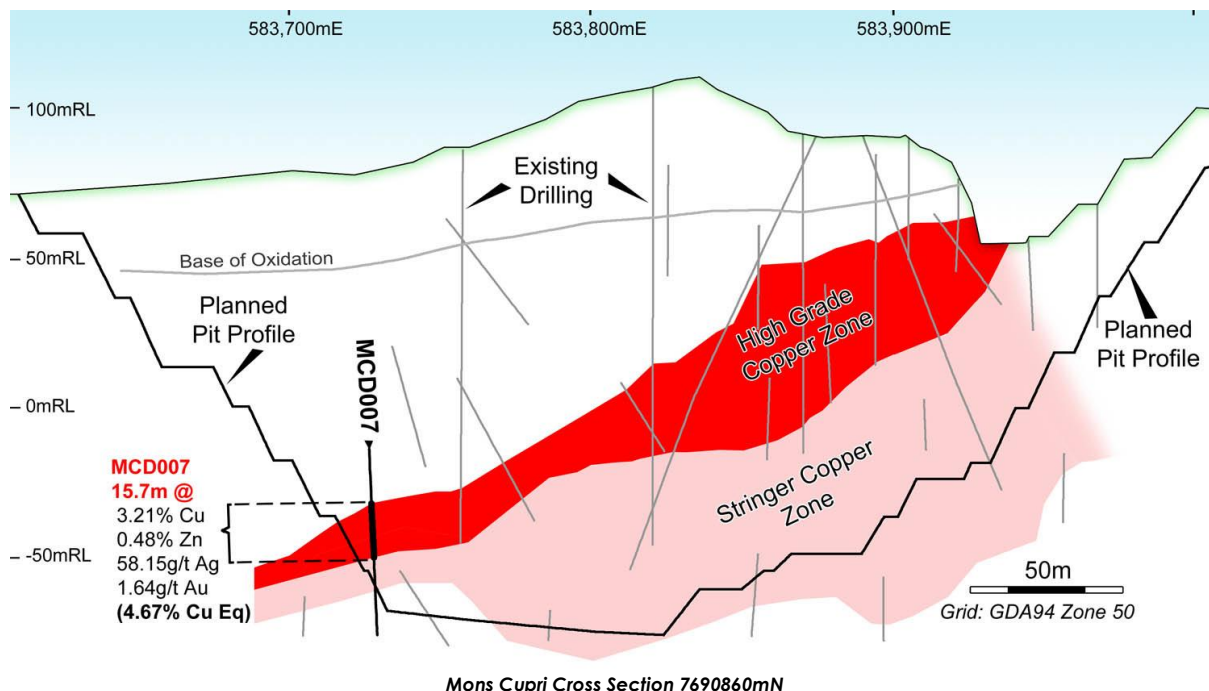 583,700mE
583,800mE
583,900mE
100mRL
50mRL
0mRL
-50mRL
Existing
Drilling
Base of Oxidation
Planned
Pit Profile
MCD007
High Grade
Copper Zone
Planned
Pit Profile
Stringer Copper
Zone
MCD007
15.7m @
3.21% Cu
0.48% Zn
58.15g/t Ag
1.64g/t Au
(4.67% Cu Eq)
50m
Grid: GDA94 Zone 50
Mons Cupri Cross Section 7690860mN